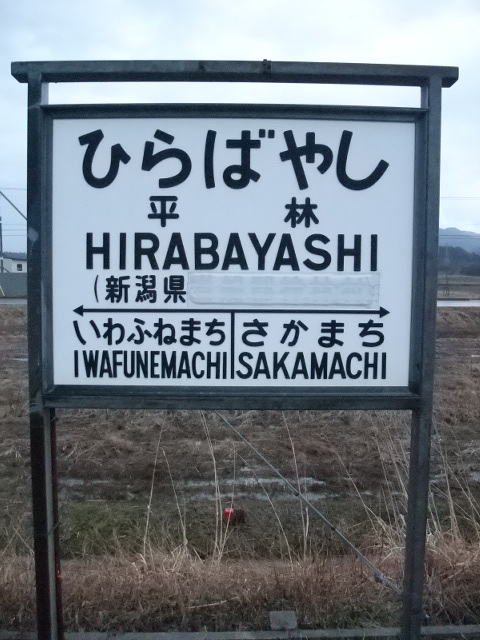 ひらばやし
平 林
HIRABAYASHI
(新潟県
いわふねまち さかまち
IWAFUNEMACHI SAKAMACHI